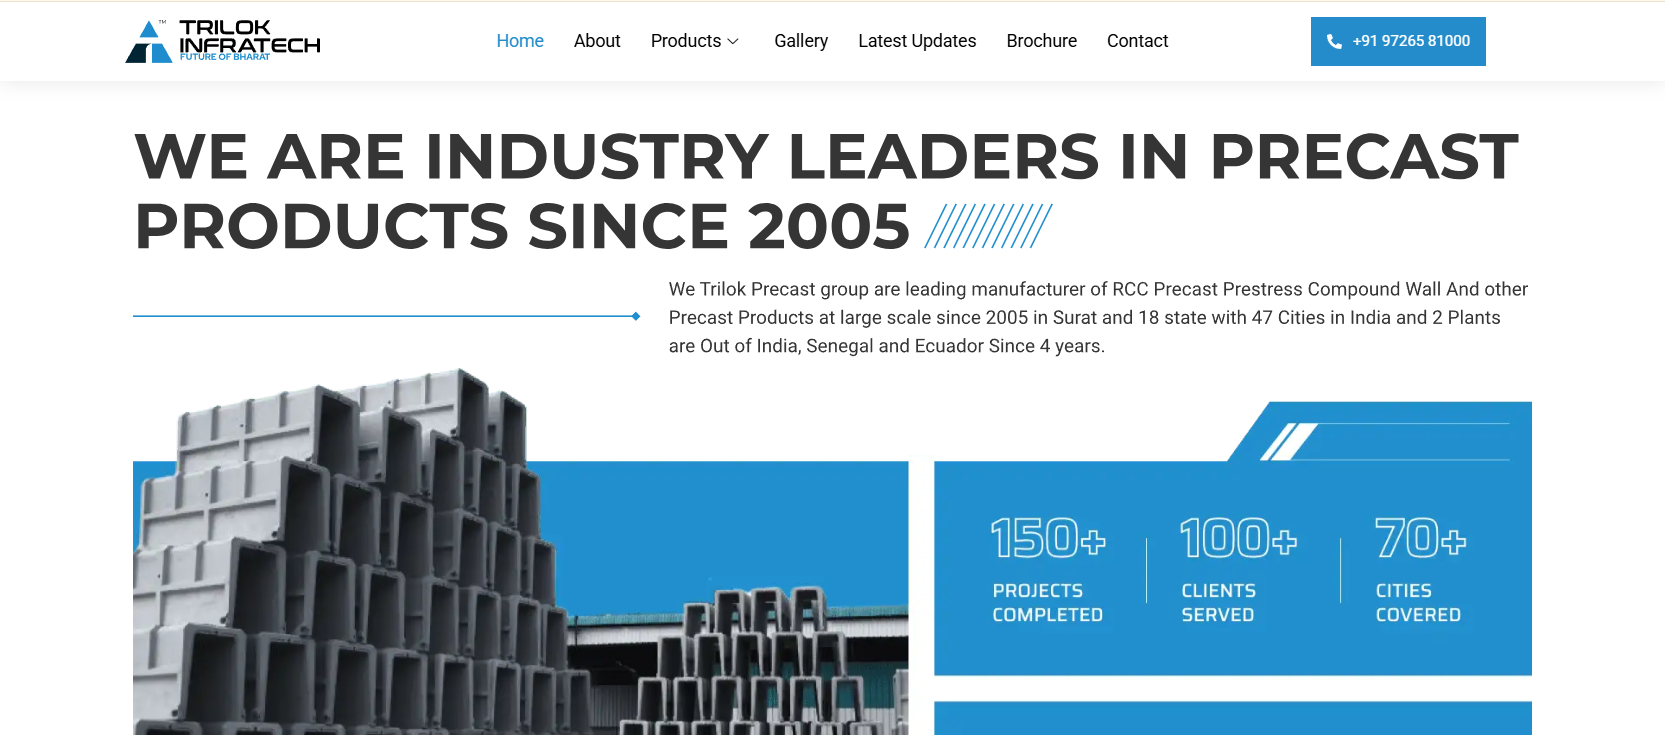 TRILOK
INFRATECH
FUTURE OF BHARAT
TM
Home
About
Products
Gallery
Latest Updates
Brochure
Contact
+91 97265 81000
WE ARE INDUSTRY LEADERS IN PRECAST
PRODUCTS SINCE 2005
We Trilok Precast group are leading manufacturer of RCC Precast Prestress Compound Wall And other
Precast Products at large scale since 2005 in Surat and 18 state with 47 Cities in India and 2 Plants
are Out of India, Senegal and Ecuador Since 4 years.
150+
PROJECTS
COMPLETED
100+
CLIENTS
SERVED
70+
CITIES
COVERED